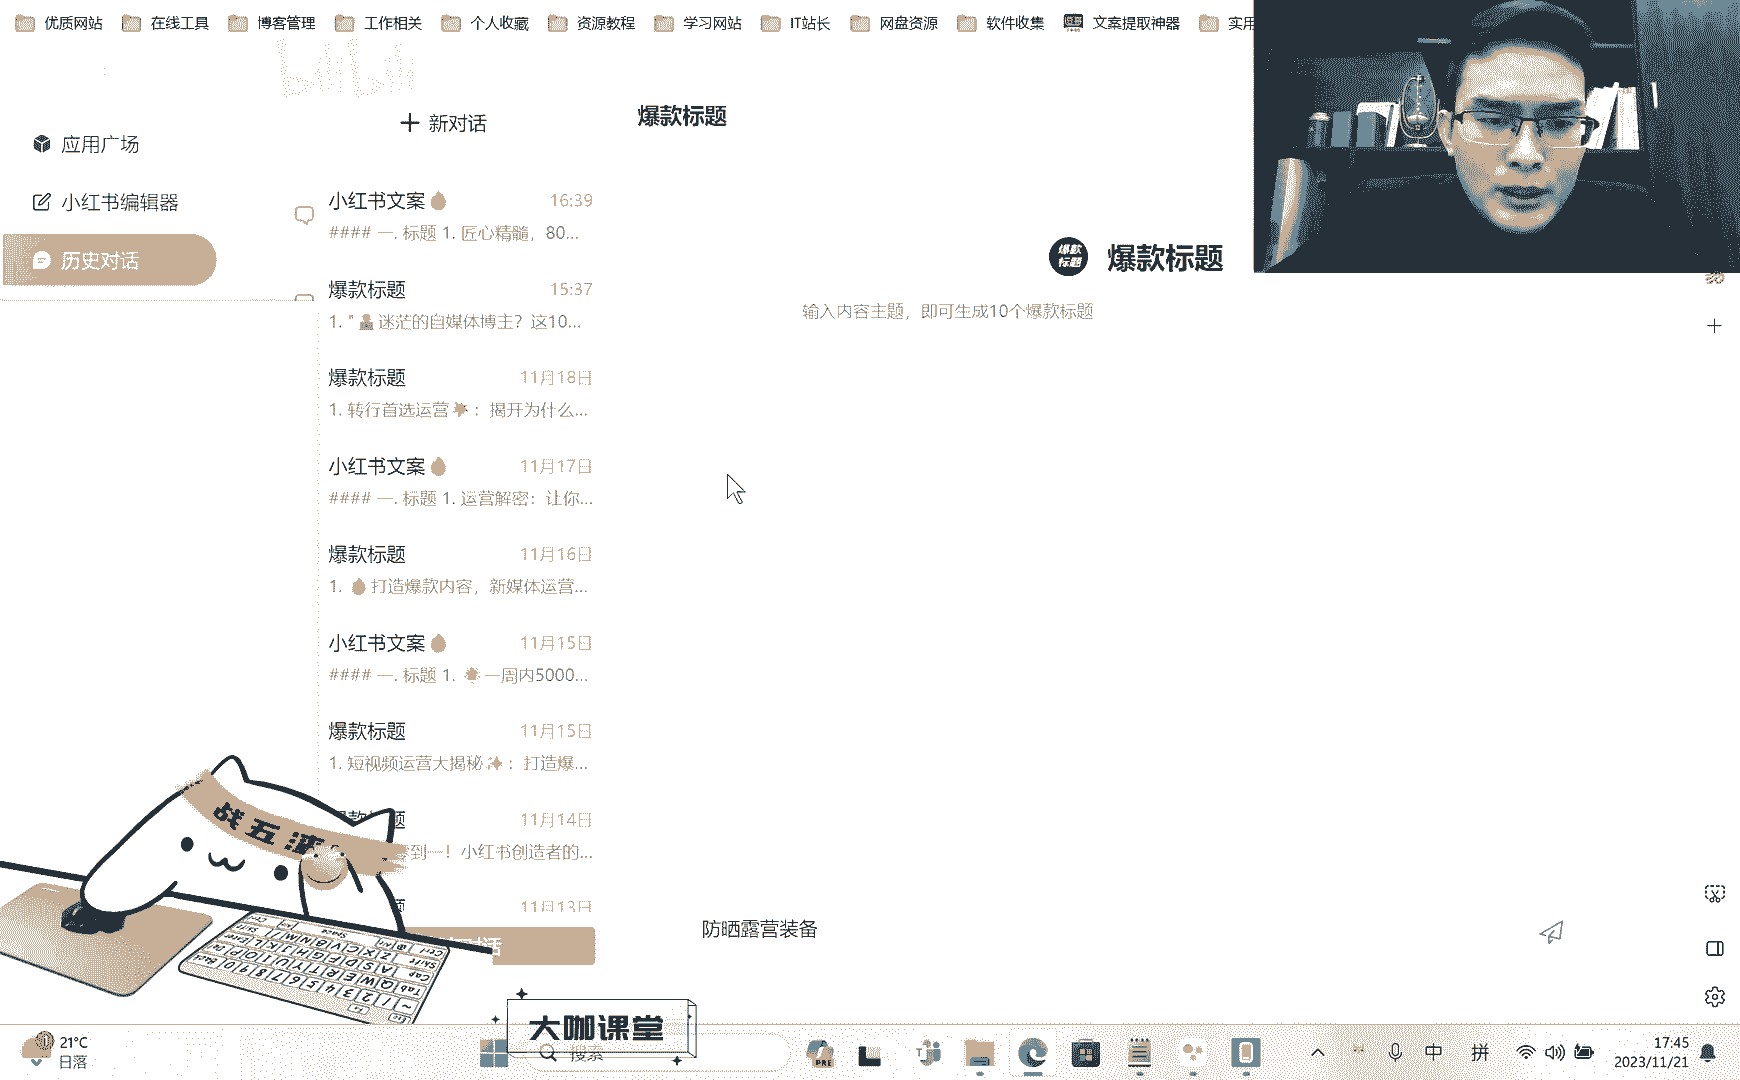 优质网站 在线工具 博客管理 工作相关 个人收藏 资源教程 学习网站 IT站长 网盘资源 软件收集 文案提取神器 实用
bilibili
应用广场
小红书编辑器
历史对话
新对话
小红书文案 16:39
#### 一. 标题 1. 匠心精髓，80...
爆款标题 15:37
1. "迷茫的自媒体博主？这10...
爆款标题 11月18日
1. 转行首选运营：揭开为什么...
小红书文案 11月17日
#### 一. 标题 1. 运营解密：让你...
爆款标题 11月16日
1. 打造爆款内容，新媒体运营...
小红书文案 11月15日
#### 一. 标题 1. 一周内5000...
爆款标题 11月15日
1. 短视频运营大揭秘：打造爆...
题 11月14日
零到一！小红书创造者的...
题 11月13日
话
爆款标题
爆款标题
爆款标题
输入内容主题，即可生成10个爆款标题
防晒露营装备
战五渣
大咖课堂
搜索
21°C
日落
PRE
中 拼
17:45
2023/11/21